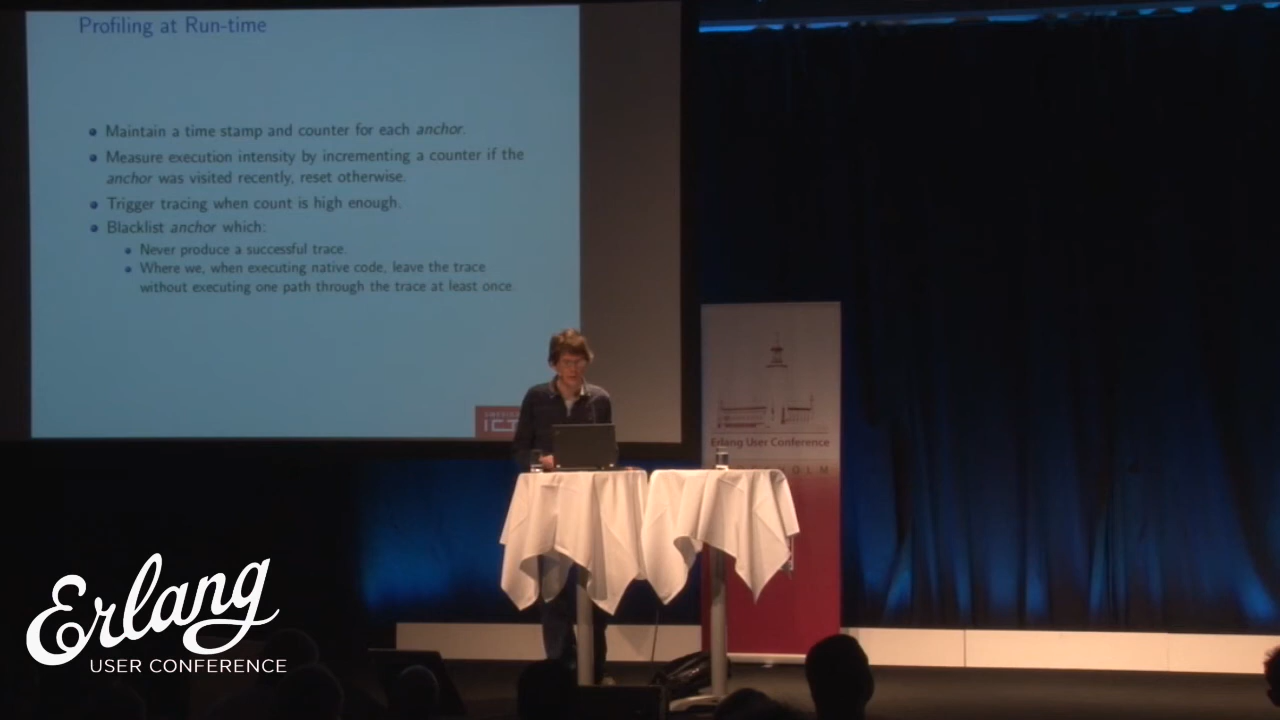 Profiling at Run-time
Maintain a time stamp and counter for each anchor.
Measure execution intensity by incrementing a counter if the
anchor was visited recently, reset otherwise.
Trigger tracing when count is high enough.
Blacklist anchor which:
Never produce a successful trace.
Where we, when executing native code, leave the trace
without executing one path through the trace at least once.
Erlang User Conference
OLM
Erlang
USER CONFERENCE